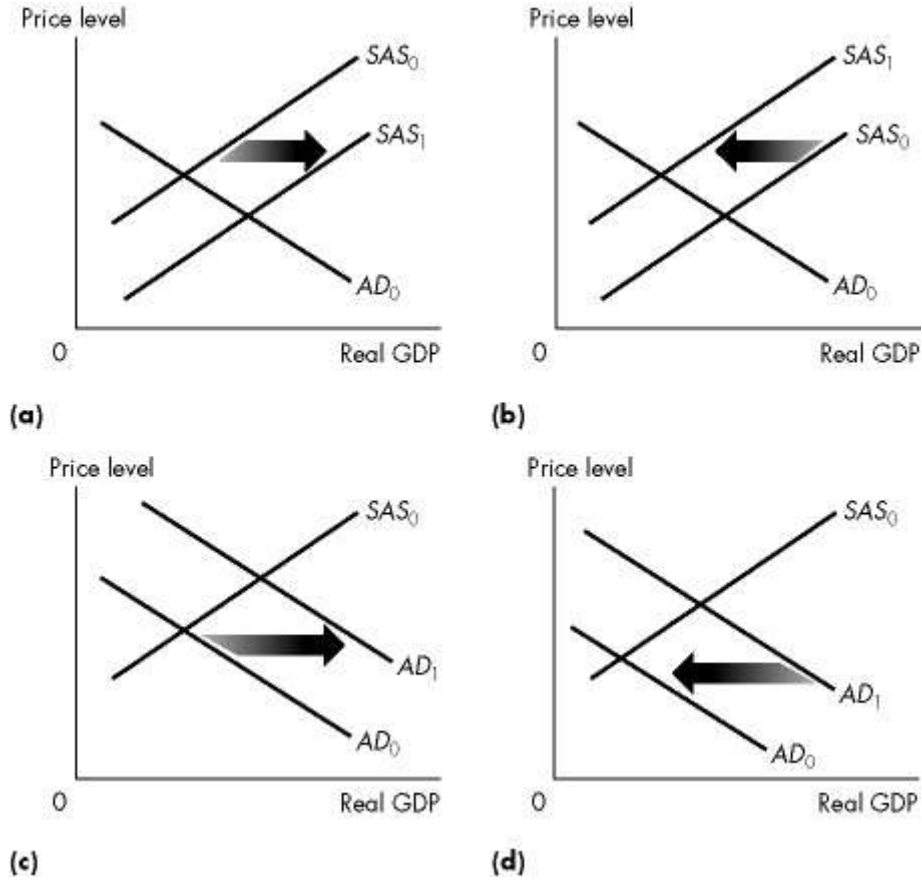 Price level
SAS₀
SAS₁
AD₀
0
Real GDP
(a)
Price level
SAS₁
SAS₀
AD₀
0
Real GDP
(b)
Price level
SAS₀
AD₁
AD₀
0
Real GDP
(c)
Price level
SAS₀
AD₁
AD₀
0
Real GDP
(d)